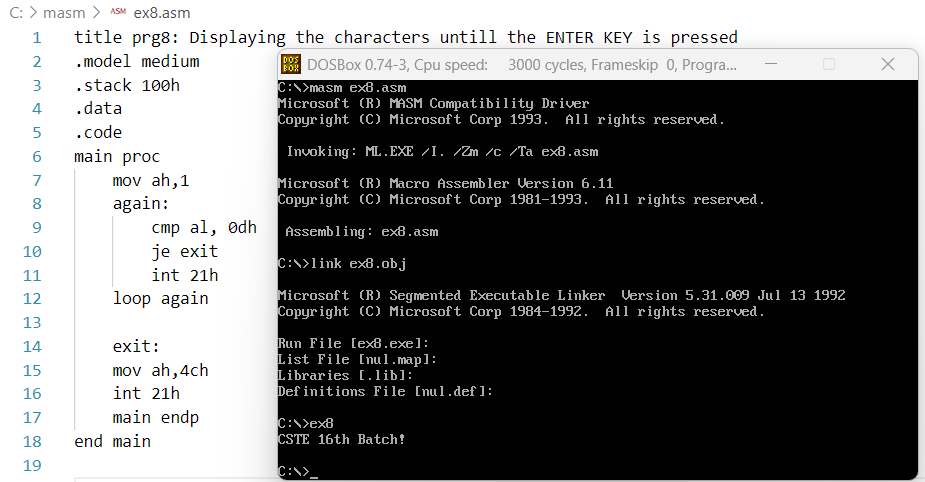 C: > masm > ASM ex8.asm
1 title prg8: Displaying the characters untill the ENTER KEY is pressed
2 .model medium
3 .stack 100h
4 .data
5 .code
6 main proc
7 mov ah,1
8 again:
9 cmp al, 0dh
10 je exit
11 int 21h
12 loop again
13
14 exit:
15 mov ah,4ch
16 int 21h
17 main endp
18 end main
19
DOS BOX DOSBox 0.74-3, Cpu speed: 3000 cycles, Frameskip 0, Progra...
C:\>masm ex8.asm
Microsoft (R) MASM Compatibility Driver
Copyright (C) Microsoft Corp 1993. All rights reserved.
Invoking: ML.EXE /I. /Zm /c /Ta ex8.asm
Microsoft (R) Macro Assembler Version 6.11
Copyright (C) Microsoft Corp 1981-1993. All rights reserved.
Assembling: ex8.asm
C:\>link ex8.obj
Microsoft (R) Segmented Executable Linker Version 5.31.009 Jul 13 1992
Copyright (C) Microsoft Corp 1984-1992. All rights reserved.
Run File [ex8.exe]:
List File [nul.map]:
Libraries [.lib]:
Definitions File [nul.def]:
C:\>ex8
CSTE 16th Batch!
C:\>_